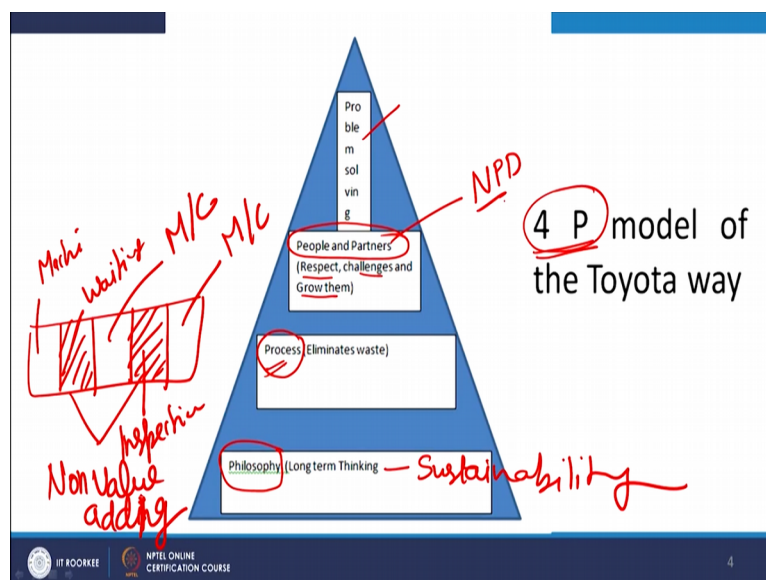 Pro
ble
m
sol
vin
g
People and Partners
(Respect, challenges and
Grow them)
Process (Eliminates waste)
Philosophy (Long term Thinking
Sustainability
NPD
4 P model of
the Toyota way
Machi
Waiting
M/C
M/C
Inspection
Non Value
adding
IIT ROORKEE
NPTEL ONLINE
CERTIFICATION COURSE
4